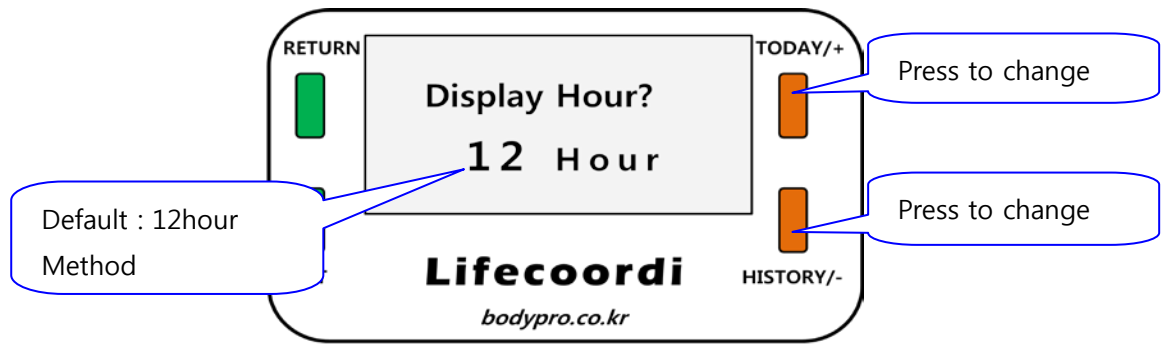 RETURN
TODAY/+
Press to change
Display Hour?
12 Hour
Default : 12hour
Method
Press to change
Lifecoordi
HISTORY/-
bodypro.co.kr